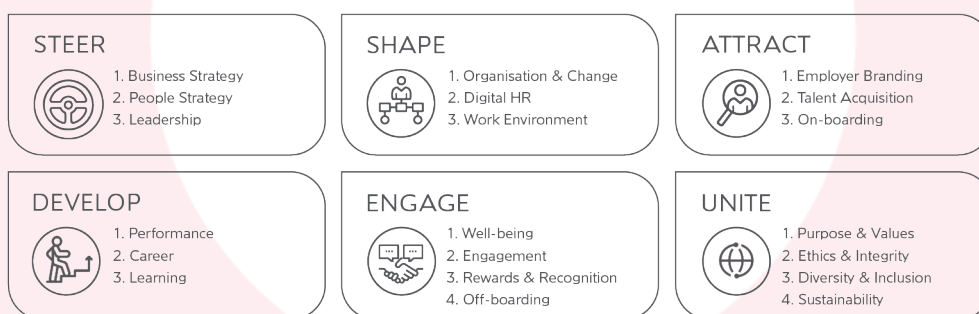 STEER
1. Business Strategy
2. People Strategy
3. Leadership
SHAPE
1. Organisation & Change
2. Digital HR
3. Work Environment
ATTRACT
1. Employer Branding
2. Talent Acquisition
3. On-boarding
DEVELOP
1. Performance
2. Career
3. Learning
ENGAGE
1. Well-being
2. Engagement
3. Rewards & Recognition
4. Off-boarding
UNITE
1. Purpose & Values
2. Ethics & Integrity
3. Diversity & Inclusion
4. Sustainability